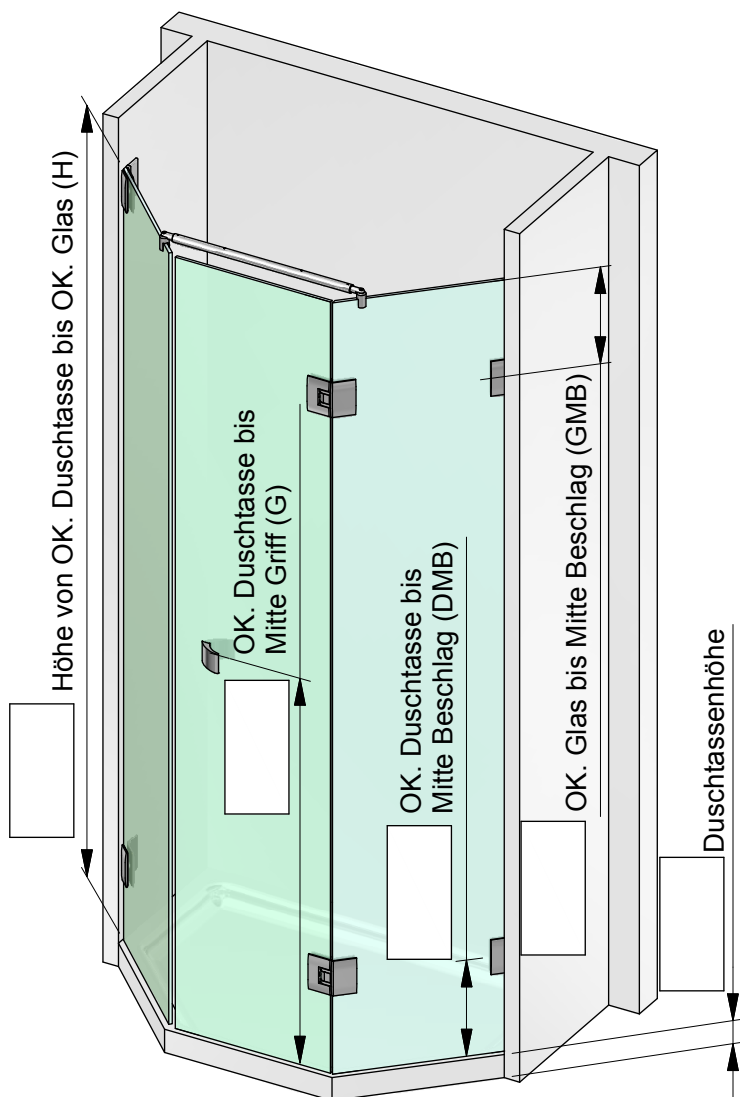 Höhe von OK. Duschtasse bis OK. Glas (H)
OK. Duschtasse bis
Mitte Griff (G)
OK. Duschtasse bis
Mitte Beschlag (DMB)
OK. Glas bis Mitte Beschlag (GMB)
Duschtassenhöhe